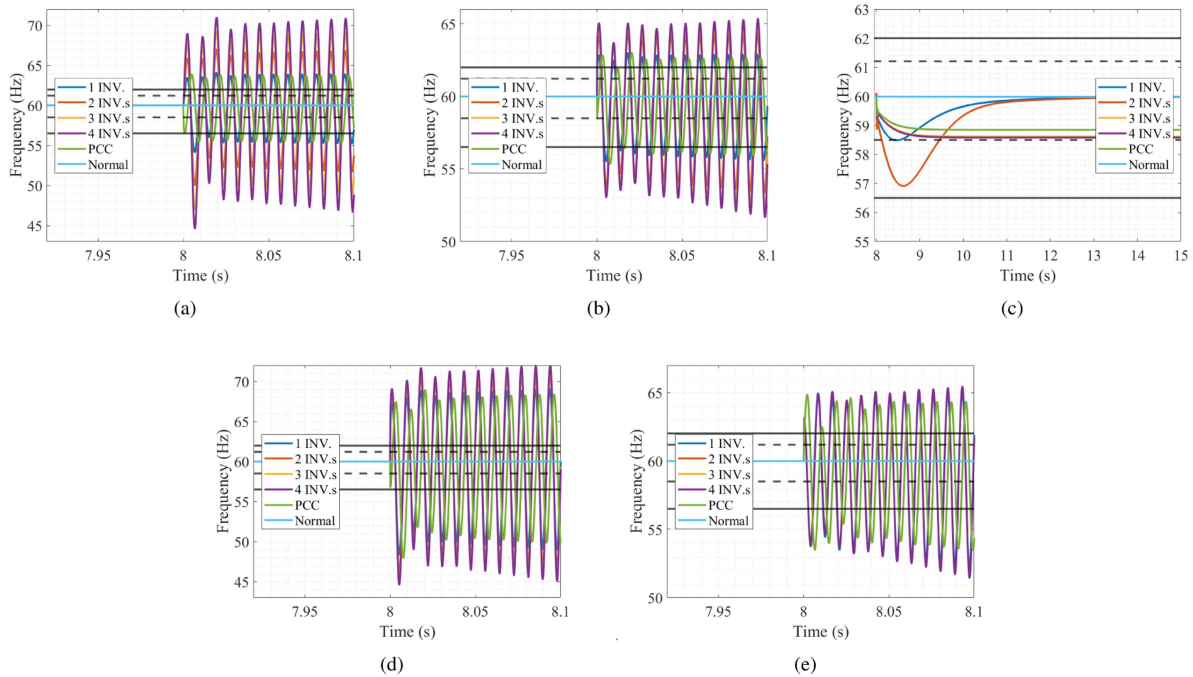 70
65
60
55
50
45
Frequency (Hz)
1 INV.
2 INV.s
3 INV.s
4 INV.s
PCC
Normal
7.95
8
8.05
8.1
Time (s)
(a)
65
60
55
50
Frequency (Hz)
1 INV.
2 INV.s
3 INV.s
4 INV.s
PCC
Normal
7.95
8
8.05
8.1
Time (s)
(b)
63
62
61
60
59
58
57
56
55
Frequency (Hz)
1 INV.
2 INV.s
3 INV.s
4 INV.s
PCC
Normal
8
9
10
11
12
13
14
15
Time (s)
(c)
70
65
60
55
50
45
Frequency (Hz)
1 INV.
2 INV.s
3 INV.s
4 INV.s
PCC
Normal
7.95
8
8.05
8.1
Time (s)
(d)
65
60
55
50
Frequency (Hz)
1 INV.
2 INV.s
3 INV.s
4 INV.s
PCC
Normal
7.95
8
8.05
8.1
Time (s)
(e)